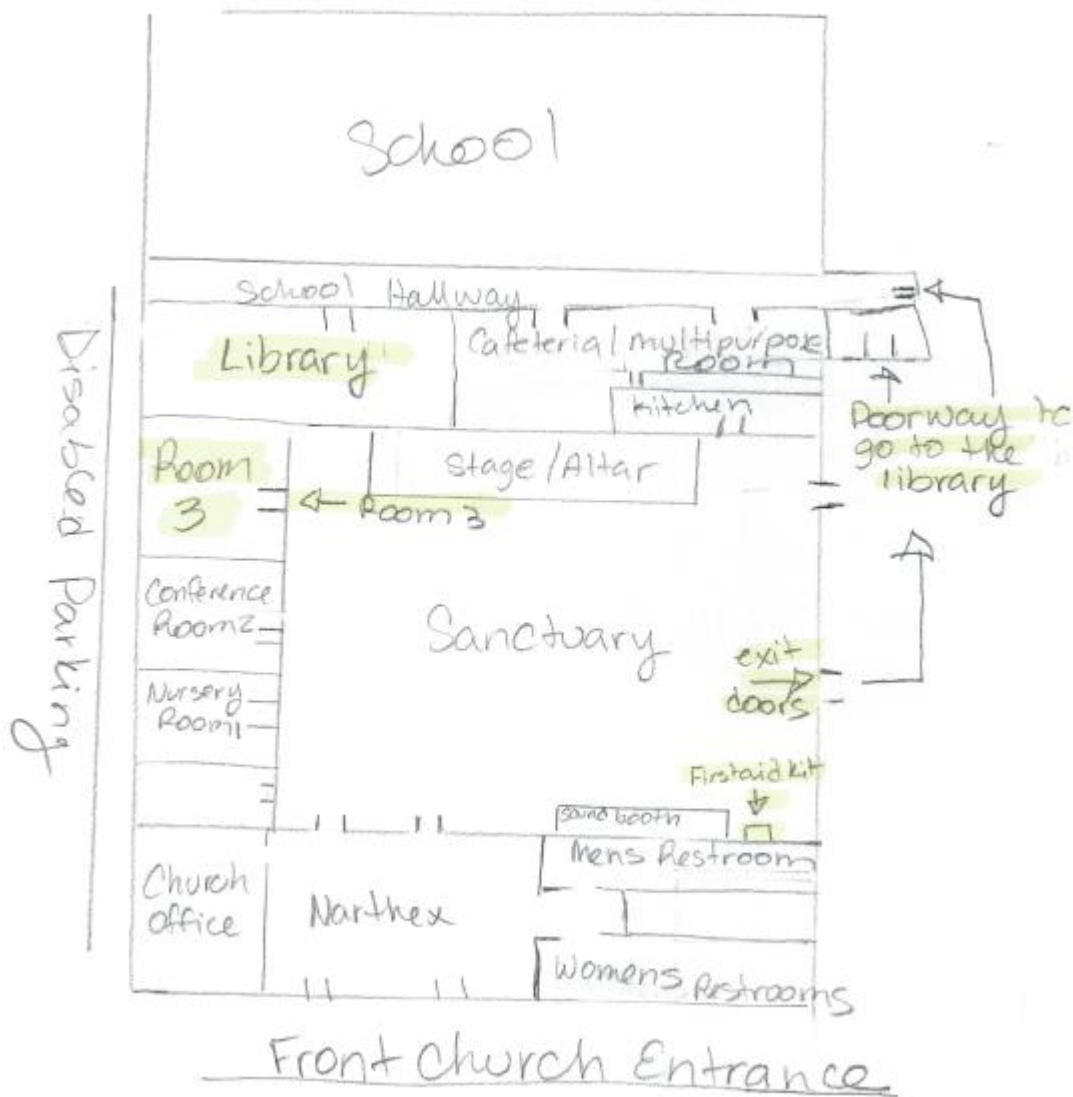 School
School Hallway
Library
Cafeteria / multipurpose
Room
kitchen
Doorway to
go to the
library
Room
3
Stage / Altar
Room 3
Disabled Parking
Conference
Room 2
Sanctuary
exit
doors
Nursery
Room 1
First aid kit
Sound booth
Mens Restroom
Church
Office
Narthex
Womens Restrooms
Front Church Entrance